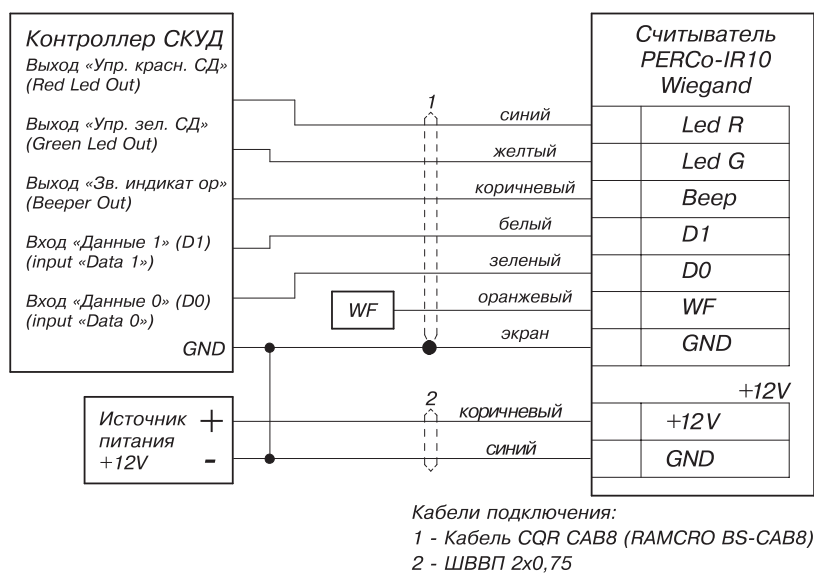 Контроллер СКУД
Выход «Упр. красн. СД»
(Red Led Out)
Выход «Упр. зел. СД»
(Green Led Out)
Выход «Зв. индикат ор»
(Beeper Out)
Вход «Данные 1» (D1)
(input «Data 1»)
Вход «Данные 0» (D0)
(input «Data 0»)
GND
Источник
питания
+12V
+
-
1
синий
желтый
коричневый
белый
зеленый
WF
оранжевый
экран
2
коричневый
синий
Считыватель
PERCo-IR10
Wiegand
Led R
Led G
Beep
D1
D0
WF
GND
+12V
+12V
GND
Кабели подключения:
1 - Кабель CQR CAB8 (RAMCRO BS-CAB8)
2 - ШВВП 2х0,75